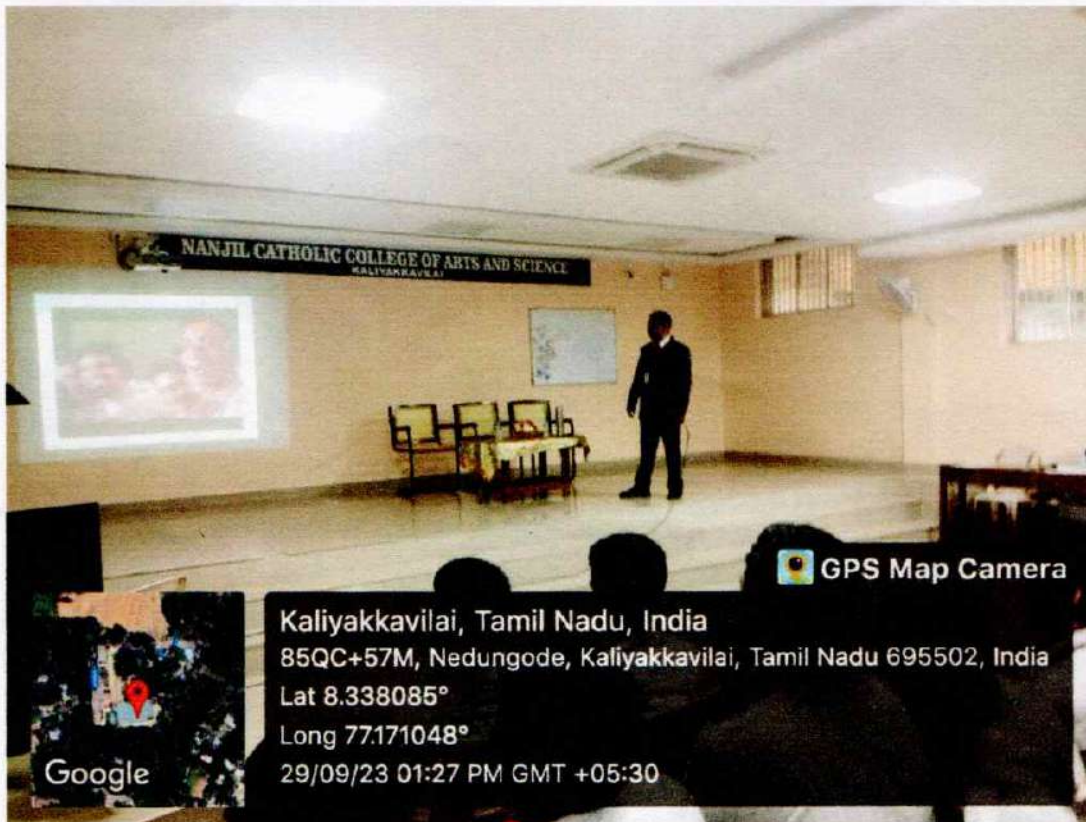 NANJIL CATHOLIC COLLEGE OF ARTS AND SCIENCE
KALIYAKKAVILAI
GPS Map Camera
Kaliyakkavilai, Tamil Nadu, India
85QC+57M, Nedungode, Kaliyakkavilai, Tamil Nadu 695502, India
Lat 8.338085°
Long 77.171048°
29/09/23 01:27 PM GMT +05:30
Google